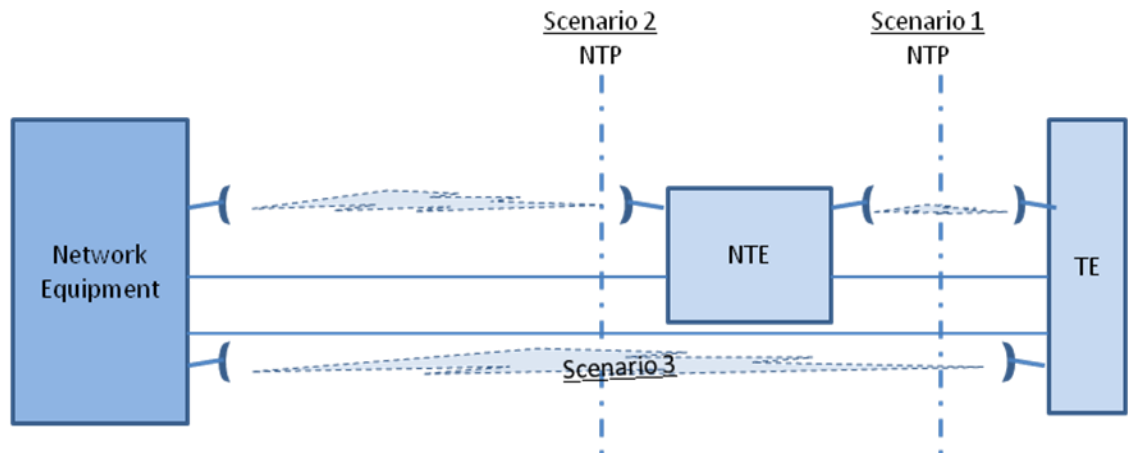 Scenario 2
NTP
Scenario 1
NTP
Network
Equipment
NTE
TE
Scenario 3